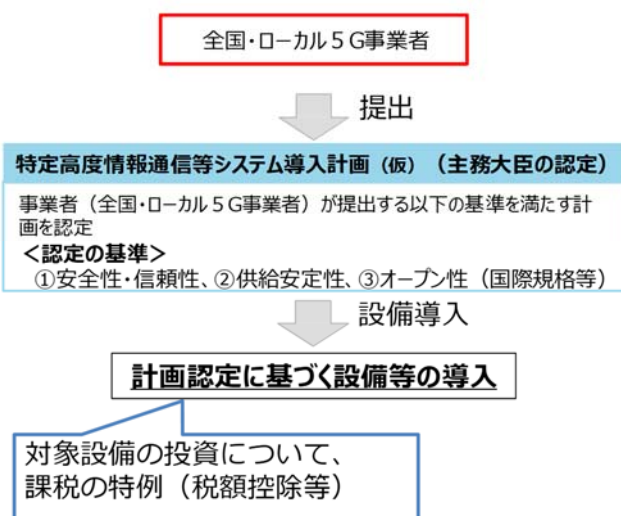 全国・ローカル５Ｇ事業者
提出
特定高度情報通信等システム導入計画（仮）（主務大臣の認定）
事業者（全国・ローカル５Ｇ事業者）が提出する以下の基準を満たす計
画を認定
＜認定の基準＞
①安全性・信頼性、②供給安定性、③オープン性（国際規格等）
設備導入
計画認定に基づく設備等の導入
対象設備の投資について、
課税の特例（税額控除等）